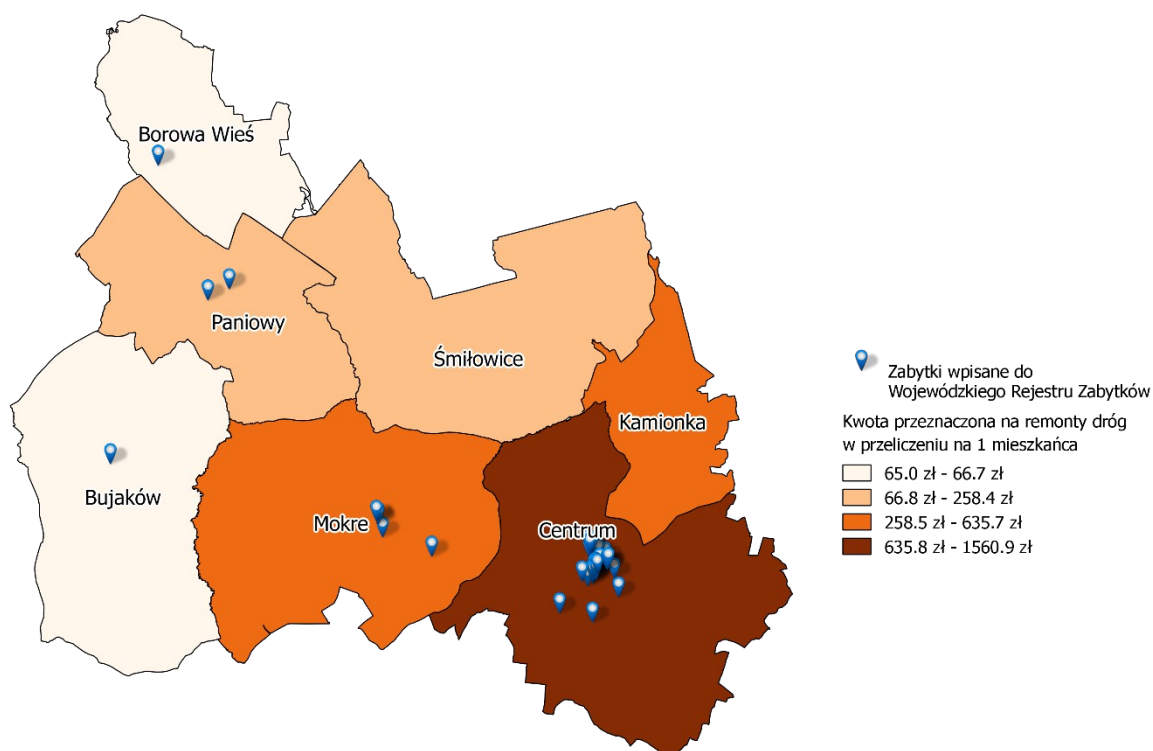 Borowa Wieś
Paniowy
Śmiłowice
Kamionka
Bujaków
Mokre
Centrum
Zabytki wpisane do
Wojewódzkiego Rejestru Zabytków
Kwota przeznaczona na remonty dróg
w przeliczeniu na 1 mieszkańca
65.0 zł - 66.7 zł
66.8 zł - 258.4 zł
258.5 zł - 635.7 zł
635.8 zł - 1560.9 zł